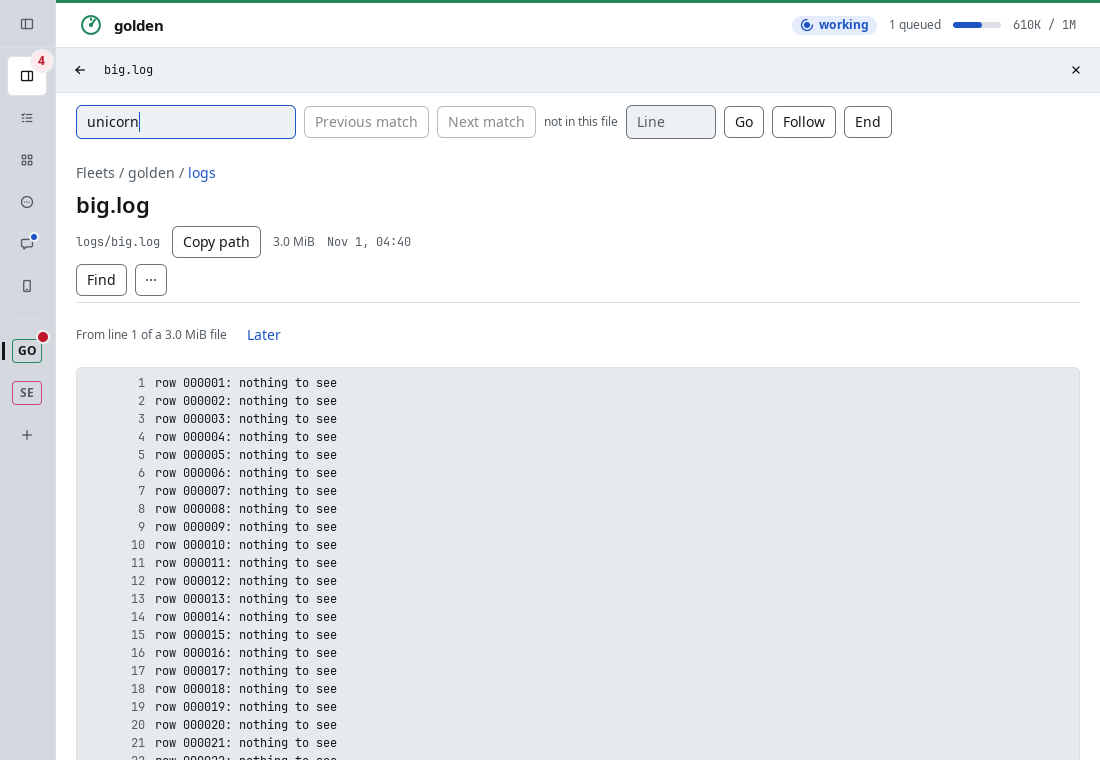 golden
working
1 queued
610K / 1M
4
big.log
unicorn
Previous match
Next match
not in this file
Line
Go
Follow
End
Fleets / golden / logs
big.log
logs/big.log
Copy path
3.0 MiB
Nov 1, 04:40
Find
···
From line 1 of a 3.0 MiB file
Later
GO
SE
1 row 000001: nothing to see
2 row 000002: nothing to see
3 row 000003: nothing to see
4 row 000004: nothing to see
5 row 000005: nothing to see
6 row 000006: nothing to see
7 row 000007: nothing to see
8 row 000008: nothing to see
9 row 000009: nothing to see
10 row 000010: nothing to see
11 row 000011: nothing to see
12 row 000012: nothing to see
13 row 000013: nothing to see
14 row 000014: nothing to see
15 row 000015: nothing to see
16 row 000016: nothing to see
17 row 000017: nothing to see
18 row 000018: nothing to see
19 row 000019: nothing to see
20 row 000020: nothing to see
21 row 000021: nothing to see
22 row 000022: nothing to see